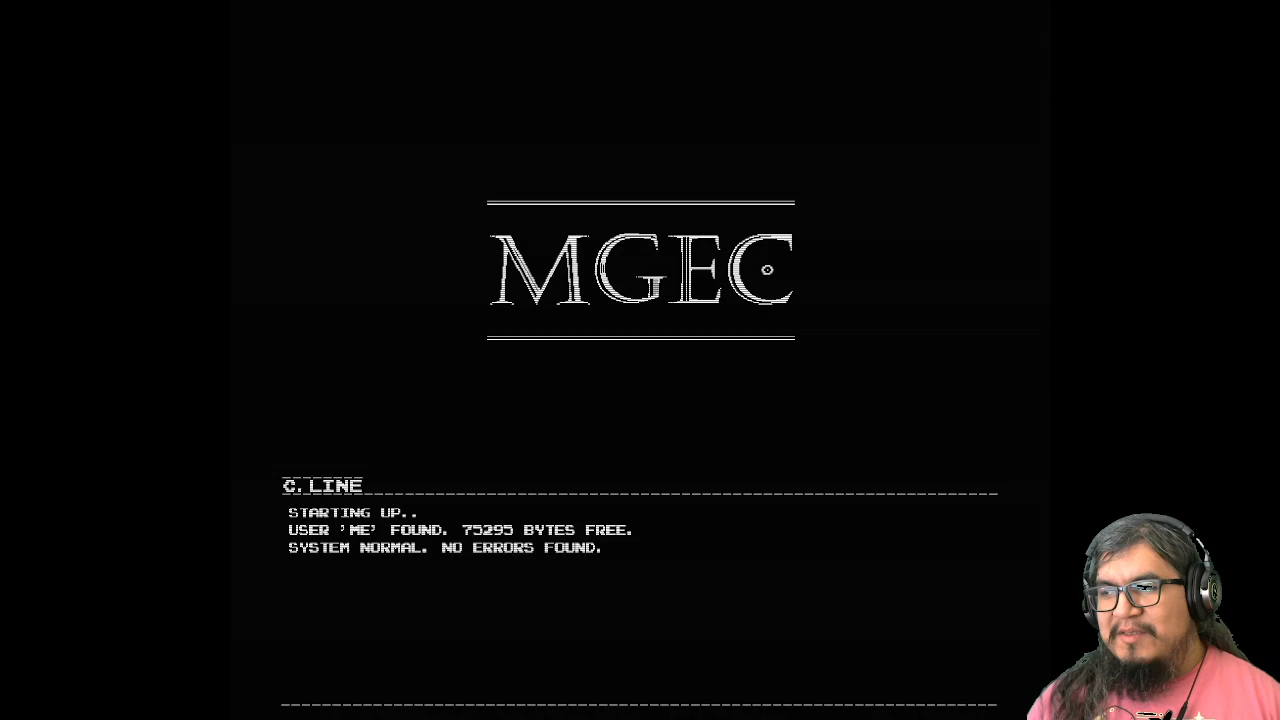 MGEC
C.LINE
STARTING UP..
USER 'ME' FOUND. 75295 BYTES FREE.
SYSTEM NORMAL. NO ERRORS FOUND.